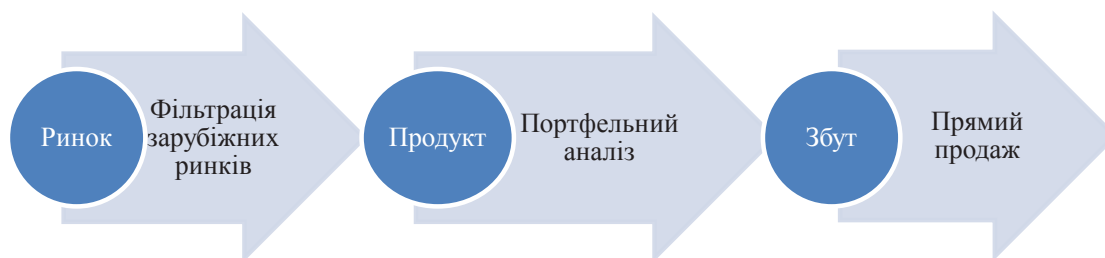 Ринок
Фільтрація
зарубіжних
ринків
Продукт
Портфельний
аналіз
Збут
Прямий
продаж